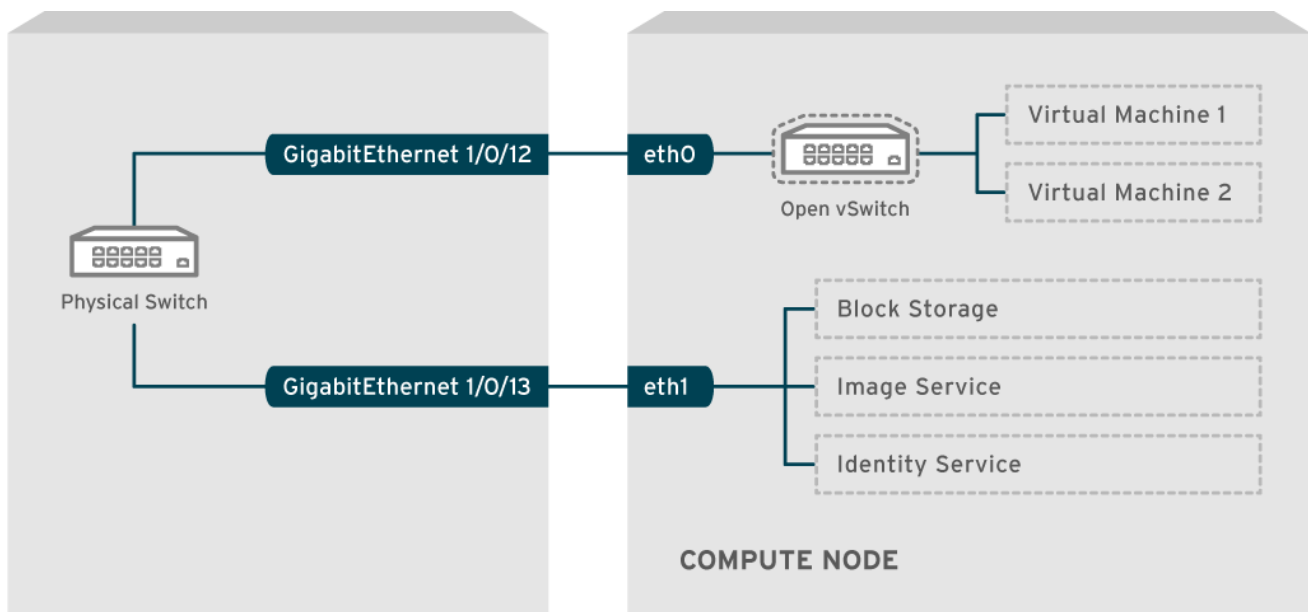 GigabitEthernet 1/0/12
eth0
Open vSwitch
Virtual Machine 1
Virtual Machine 2
Physical Switch
GigabitEthernet 1/0/13
eth1
Block Storage
Image Service
Identity Service
COMPUTE NODE